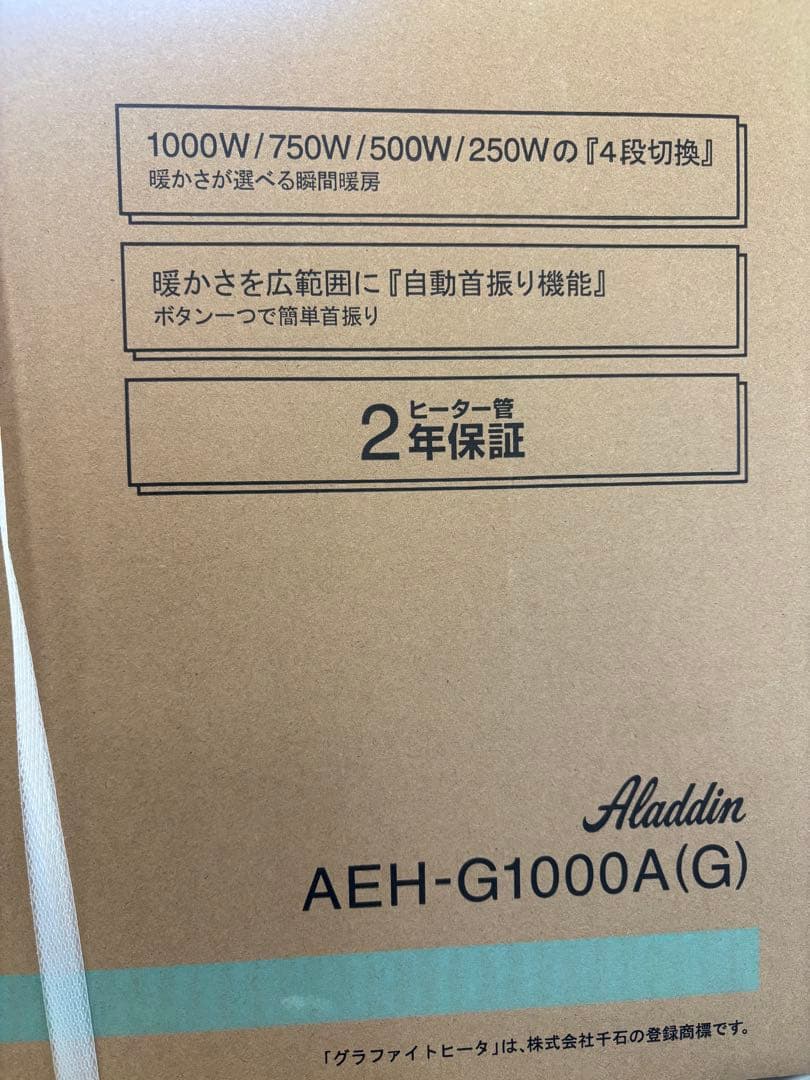 1000W/750W/500W/250Wの『4段切換』
暖かさが選べる瞬間暖房
暖かさを広範囲に『自動首振り機能』
ボタン一つで簡単首振り
ヒーター管
2年保証
Aladdin
AEH-G1000A(G)
「グラファイトヒータ」は、株式会社千石の登録商標です。